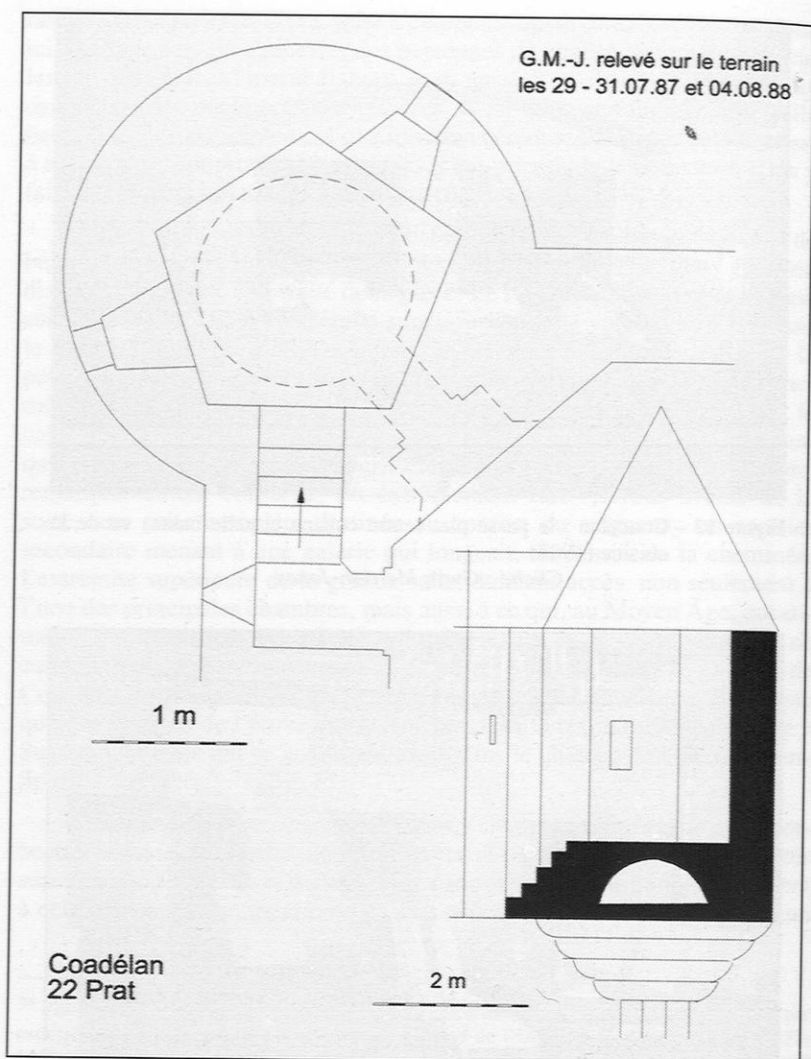 G.M.-J. relevé sur le terrain
les 29 - 31.07.87 et 04.08.88
1 m
2 m
Coadélan
22 Prat